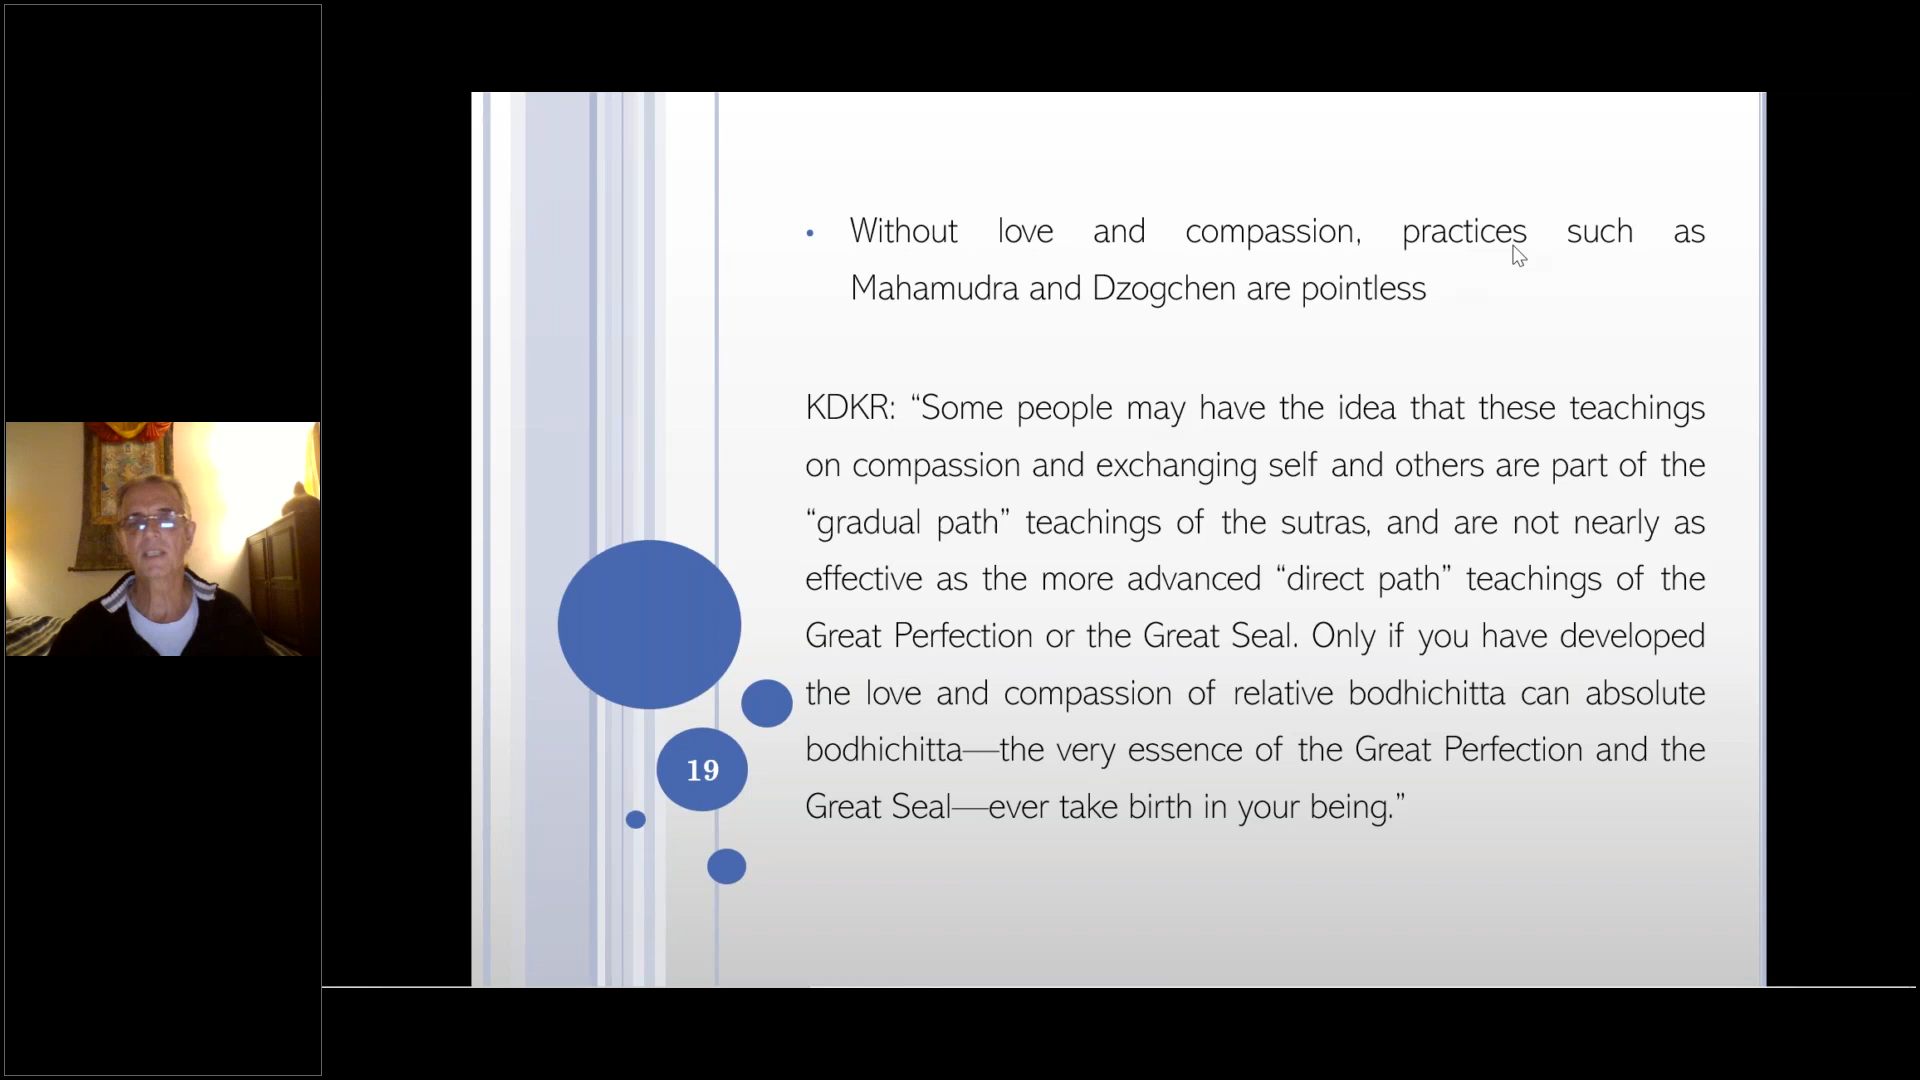 • Without love and compassion, practices such as
Mahamudra and Dzogchen are pointless
KDKR: “Some people may have the idea that these teachings
on compassion and exchanging self and others are part of the
“gradual path” teachings of the sutras, and are not nearly as
effective as the more advanced “direct path” teachings of the
Great Perfection or the Great Seal. Only if you have developed
the love and compassion of relative bodhichitta can absolute
bodhichitta—the very essence of the Great Perfection and the
Great Seal—ever take birth in your being.”
19